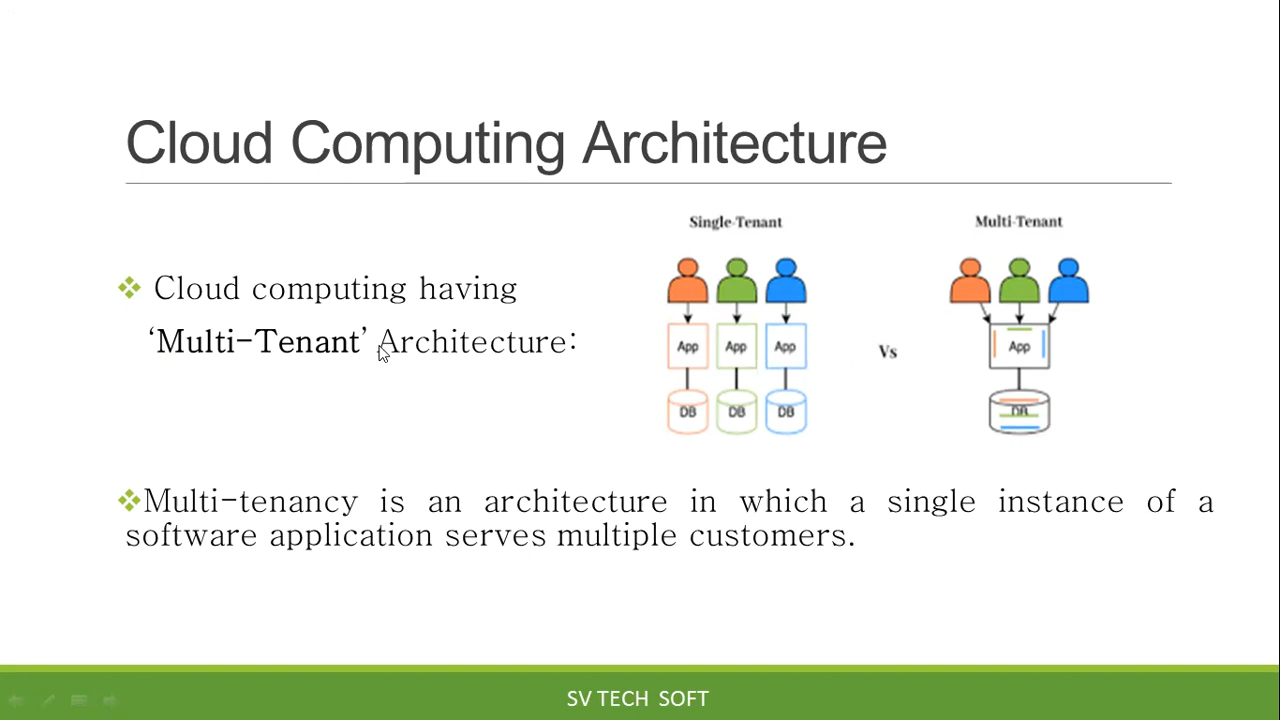 Cloud Computing Architecture
Single-Tenant
Multi-Tenant
❖ Cloud computing having
‘Multi-Tenant’ Architecture:
App App App
Vs
App
DB DB DB
DB
❖Multi-tenancy is an architecture in which a single instance of a
software application serves multiple customers.
SV TECH SOFT